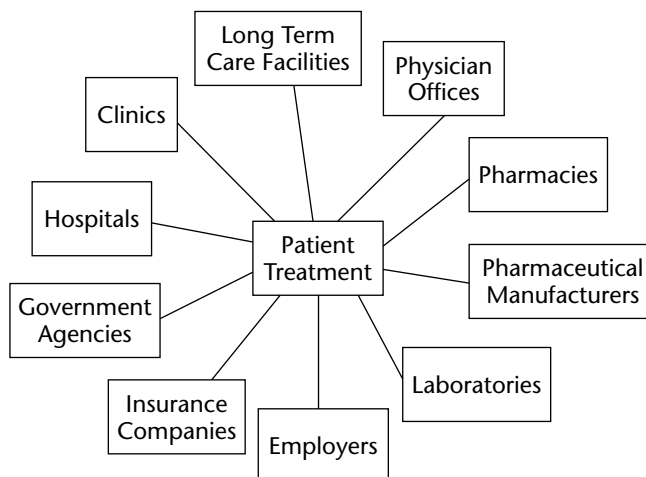 Long Term
Care Facilities
Physician
Offices
Clinics
Pharmacies
Hospitals
Patient
Treatment
Pharmaceutical
Manufacturers
Government
Agencies
Laboratories
Insurance
Companies
Employers